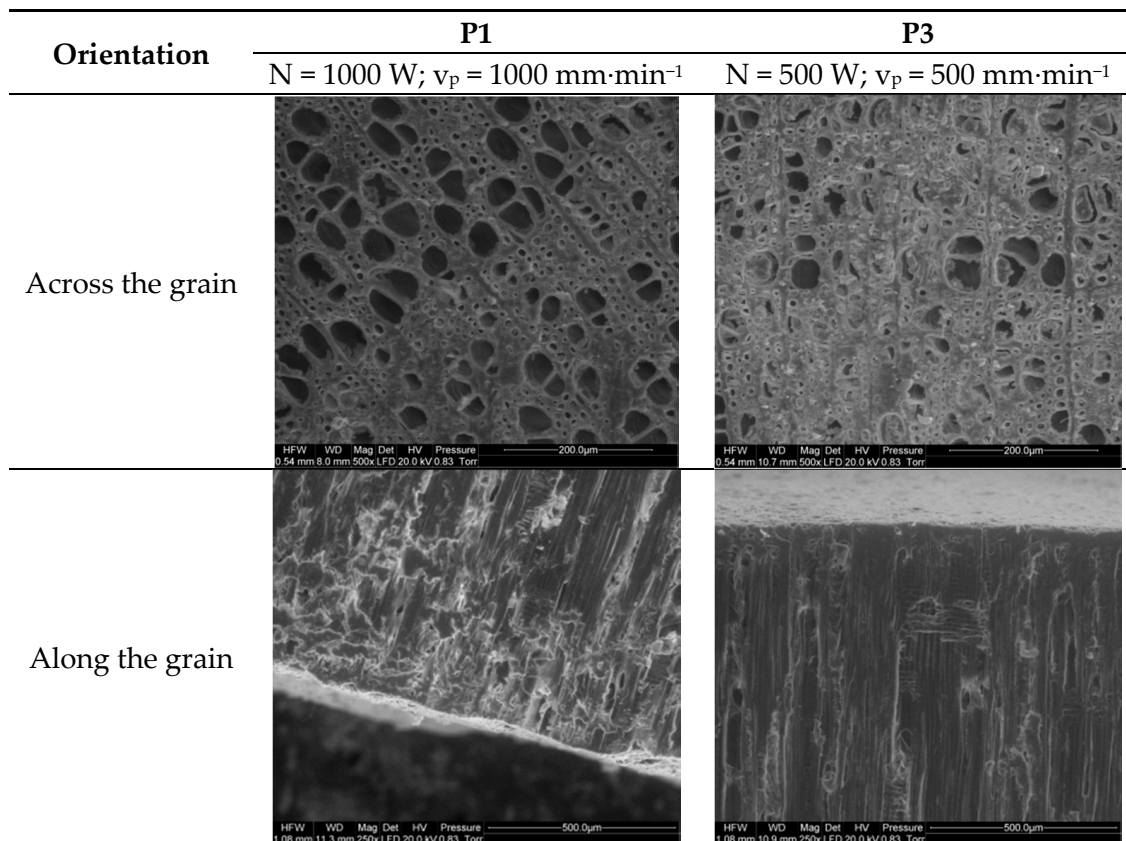 Orientation
P1
P3
N = 1000 W; vₚ = 1000 mm·min⁻¹
N = 500 W; vₚ = 500 mm·min⁻¹
Across the grain
HFW WD Mag Det HV Pressure 200.0µm
0.54 mm 8.0 mm 500x LFD 20.0 kV 0.83 Torr
HFW WD Mag Det HV Pressure 200.0µm
0.54 mm 10.7 mm 500x LFD 20.0 kV 0.83 Torr
Along the grain
HFW WD Mag Det HV Pressure 500.0µm
1.08 mm 11.3 mm 250x LFD 20.0 kV 0.83 Torr
HFW WD Mag Det HV Pressure 500.0µm
1.08 mm 10.9 mm 250x LFD 20.0 kV 0.83 Torr